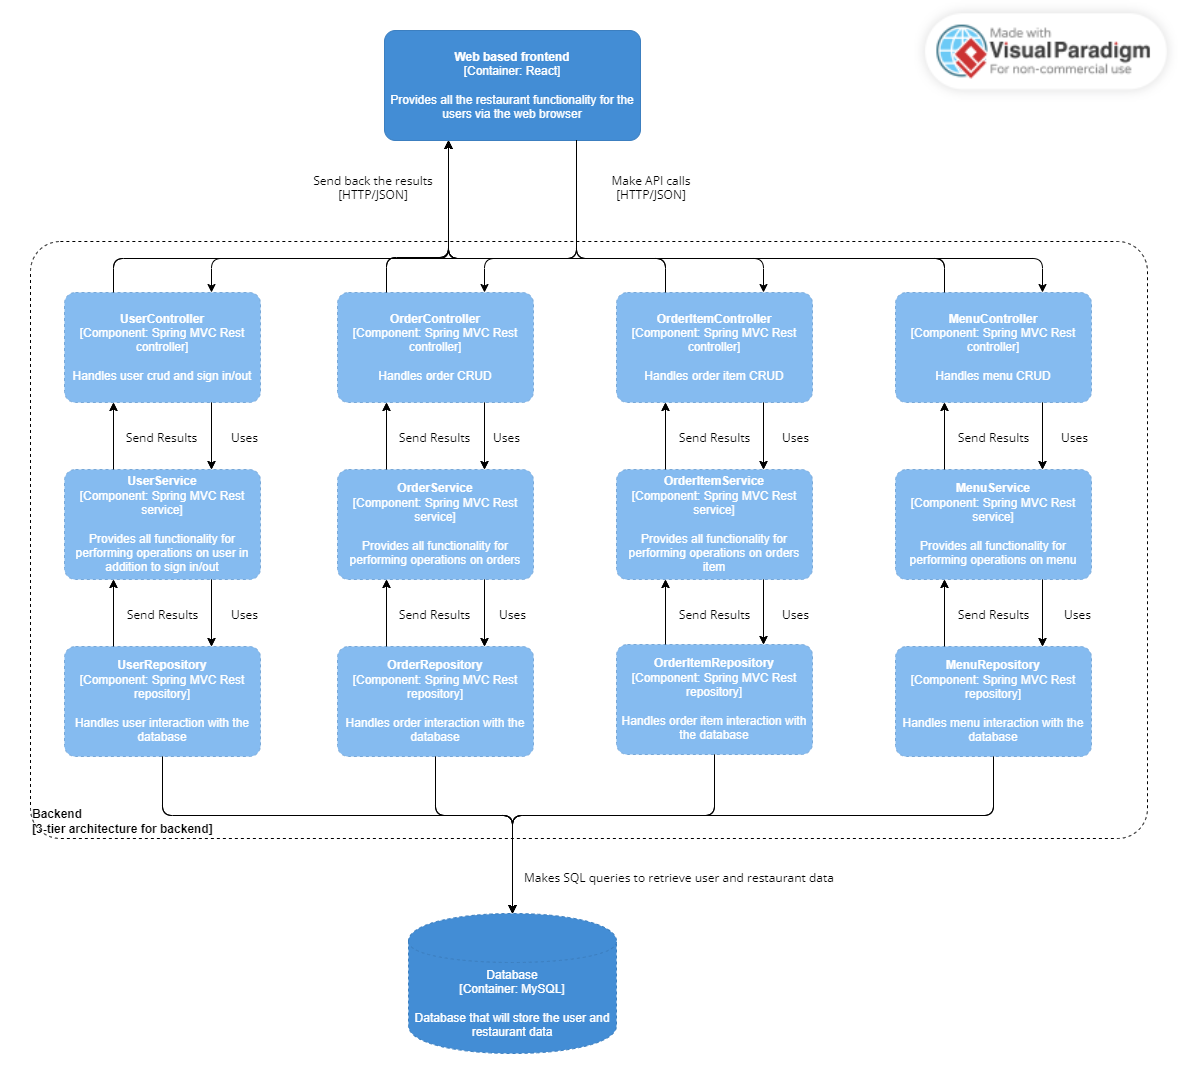 Made with
VisualParadigm
For non-commercial use
Web based frontend
[Container: React]
Provides all the restaurant functionality for the
users via the web browser
Send back the results
[HTTP/JSON]
Make API calls
[HTTP/JSON]
UserController
[Component: Spring MVC Rest
controller]
Handles user crud and sign in/out
OrderController
[Component: Spring MVC Rest
controller]
Handles order CRUD
OrderItemController
[Component: Spring MVC Rest
controller]
Handles order item CRUD
MenuController
[Component: Spring MVC Rest
controller]
Handles menu CRUD
Send Results
Uses
Send Results
Uses
Send Results
Uses
Send Results
Uses
UserService
[Component: Spring MVC Rest
service]
Provides all functionality for
performing operations on user in
addition to sign in/out
OrderService
[Component: Spring MVC Rest
service]
Provides all functionality for
performing operations on orders
OrderItemService
[Component: Spring MVC Rest
service]
Provides all functionality for
performing operations on orders
item
MenuService
[Component: Spring MVC Rest
service]
Provides all functionality for
performing operations on menu
Send Results
Uses
Send Results
Uses
Send Results
Uses
Send Results
Uses
UserRepository
[Component: Spring MVC Rest
repository]
Handles user interaction with the
database
OrderRepository
[Component: Spring MVC Rest
repository]
Handles order interaction with the
database
OrderItemRepository
[Component: Spring MVC Rest
repository]
Handles order item interaction with
the database
MenuRepository
[Component: Spring MVC Rest
repository]
Handles menu interaction with the
database
Backend
[3-tier architecture for backend]
Makes SQL queries to retrieve user and restaurant data
Database
[Container: MySQL]
Database that will store the user and
restaurant data